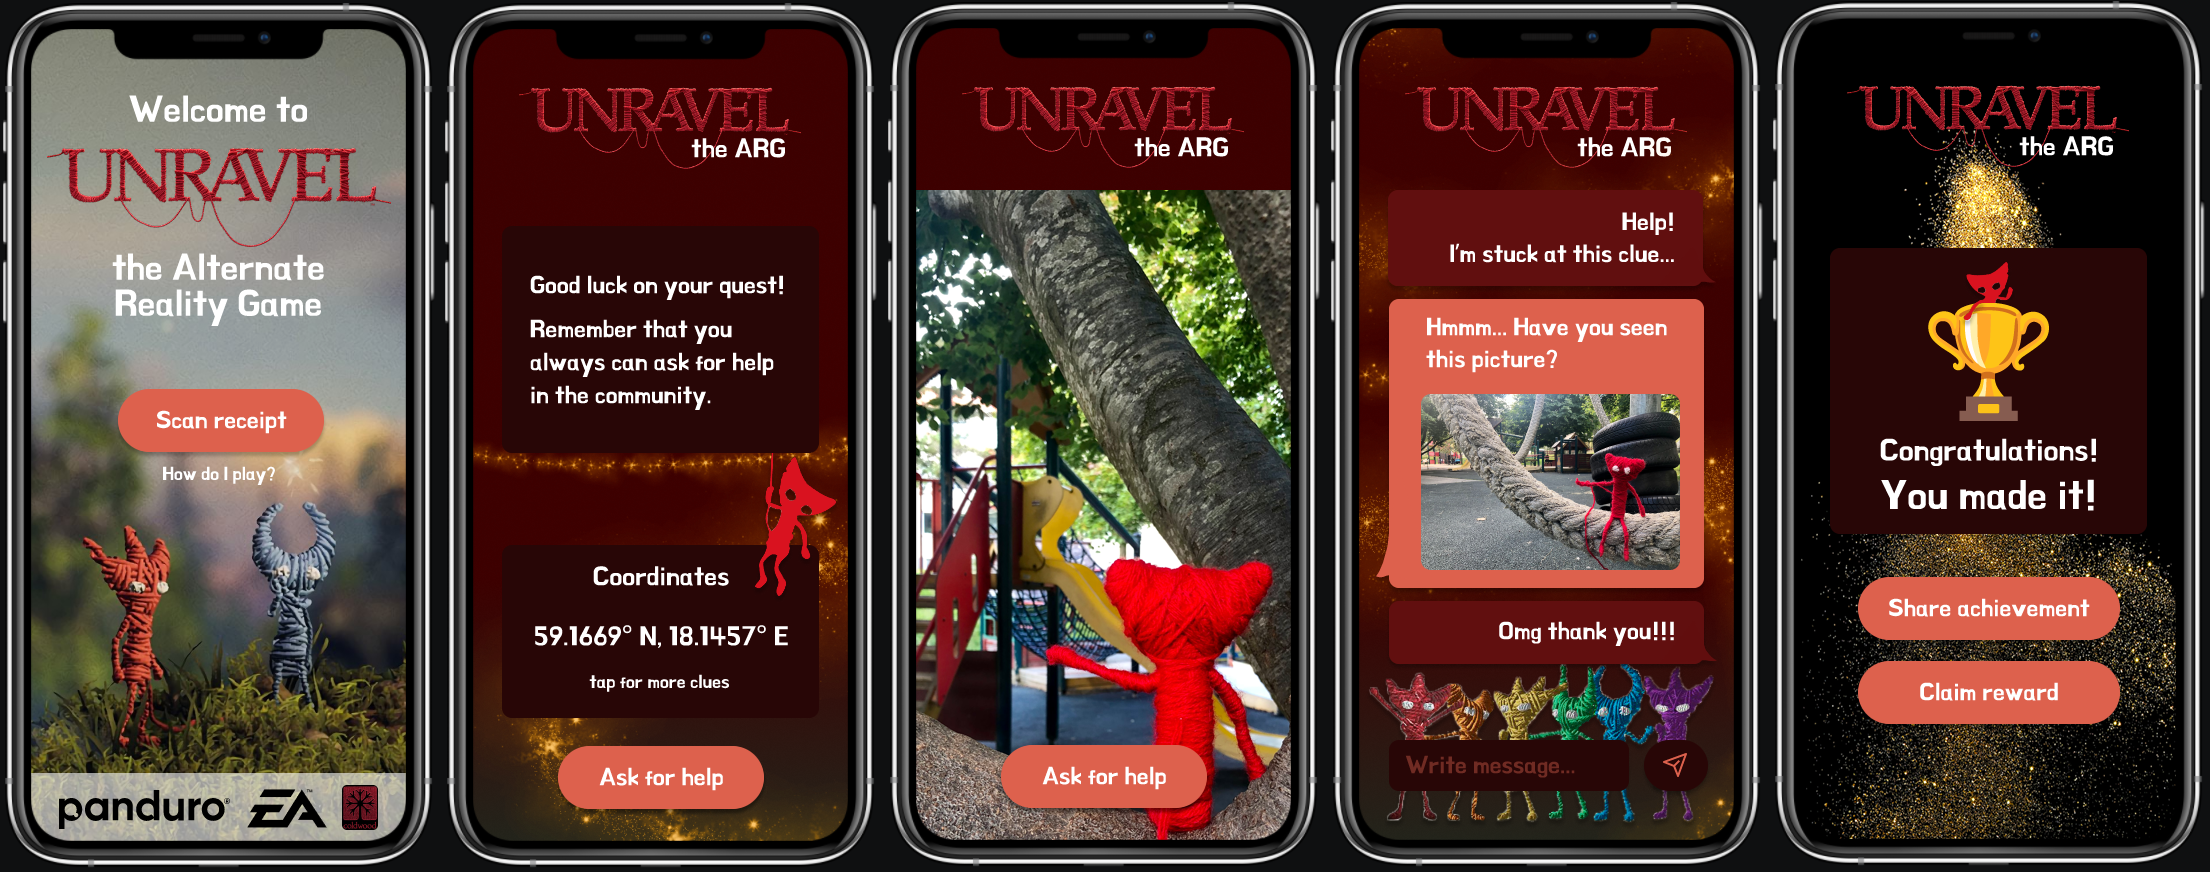 Welcome to
UNRAVEL
the Alternate
Reality Game
Scan receipt
How do I play?
panduro®
EA™
coldwood
UNRAVEL
the ARG
Good luck on your quest!
Remember that you
always can ask for help
in the community.
Coordinates
59.1669° N, 18.1457° E
tap for more clues
Ask for help
UNRAVEL
the ARG
Ask for help
UNRAVEL
the ARG
Help!
I'm stuck at this clue...
Hmmm... Have you seen
this picture?
Omg thank you!!!
Write message...
UNRAVEL
the ARG
Congratulations!
You made it!
Share achievement
Claim reward